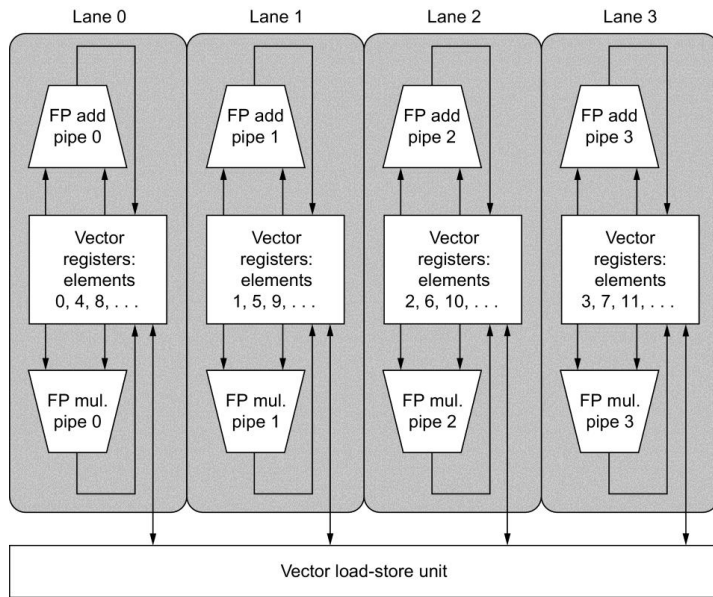 Lane 0
Lane 1
Lane 2
Lane 3
FP add
pipe 0
FP add
pipe 1
FP add
pipe 2
FP add
pipe 3
Vector
registers:
elements
0, 4, 8, . . .
Vector
registers:
elements
1, 5, 9, . . .
Vector
registers:
elements
2, 6, 10, . . .
Vector
registers:
elements
3, 7, 11, . . .
FP mul.
pipe 0
FP mul.
pipe 1
FP mul.
pipe 2
FP mul.
pipe 3
Vector load-store unit